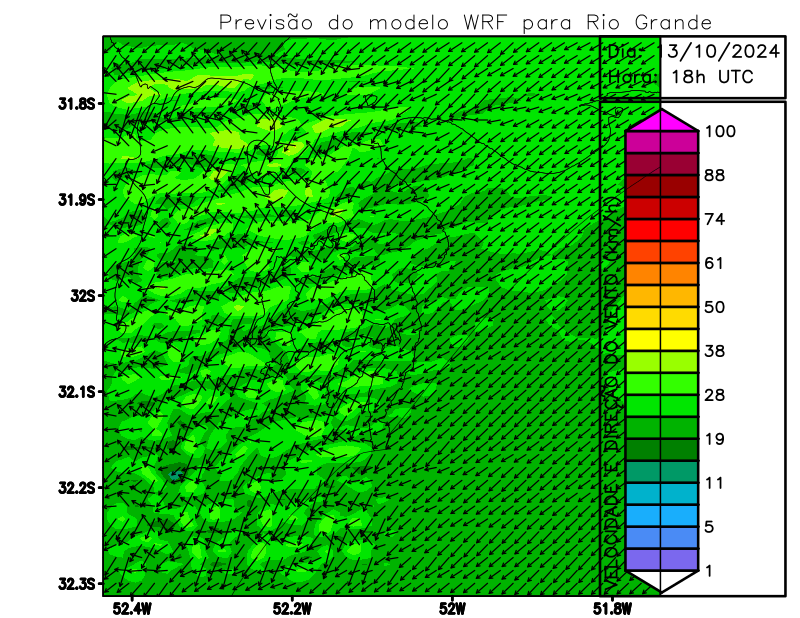 Previsão do modelo WRF para Rio Grande
Dia: 13/10/2024
Hora: 18h UTC
31.8S
31.9S
32S
32.1S
32.2S
32.3S
52.4W
52.2W
52W
51.8W
VELOCIDADE E DIREÇÃO DO VENTO (km/h)
100
88
74
61
50
38
28
19
11
5
1